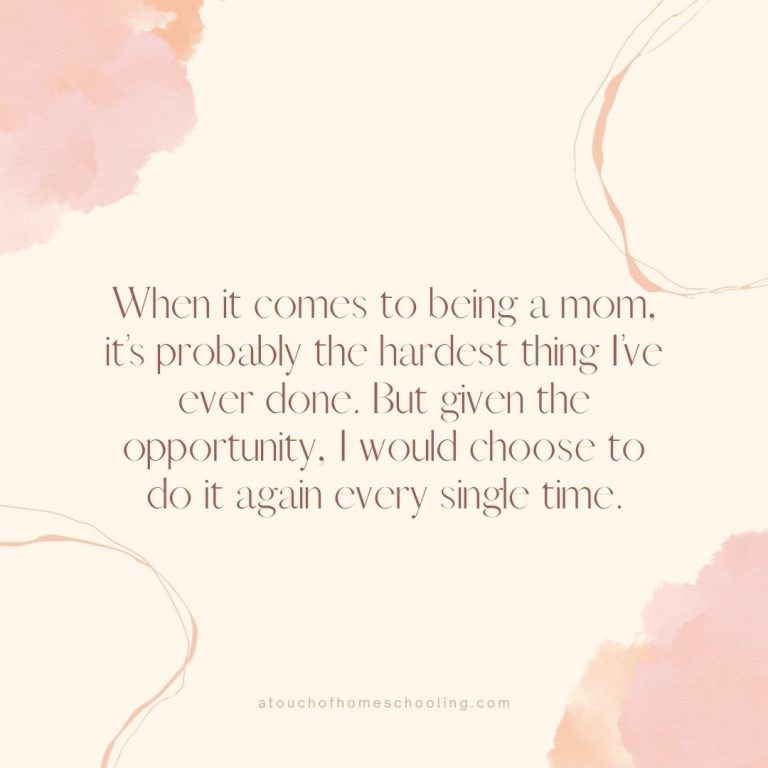 When it comes to being a mom,
it's probably the hardest thing I've
ever done. But given the
opportunity, I would choose to
do it again every single time.
atouchofhomeschooling.com